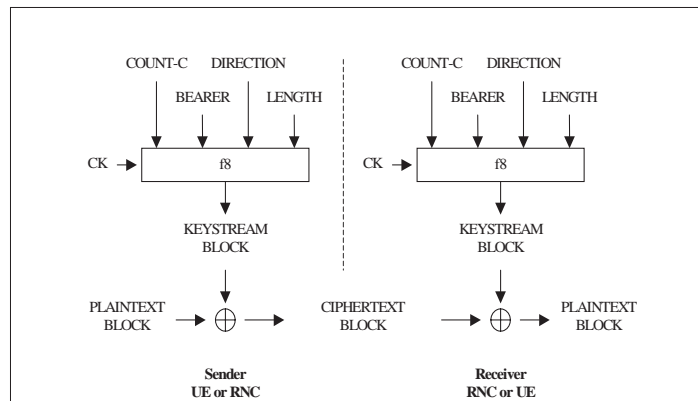 COUNT-C DIRECTION COUNT-C DIRECTION
BEARER LENGTH BEARER LENGTH
CK f8 CK f8
KEYSTREAM
BLOCK
KEYSTREAM
BLOCK
PLAINTEXT
BLOCK
CIPHERTEXT
BLOCK
PLAINTEXT
BLOCK
Sender
UE or RNC
Receiver
RNC or UE